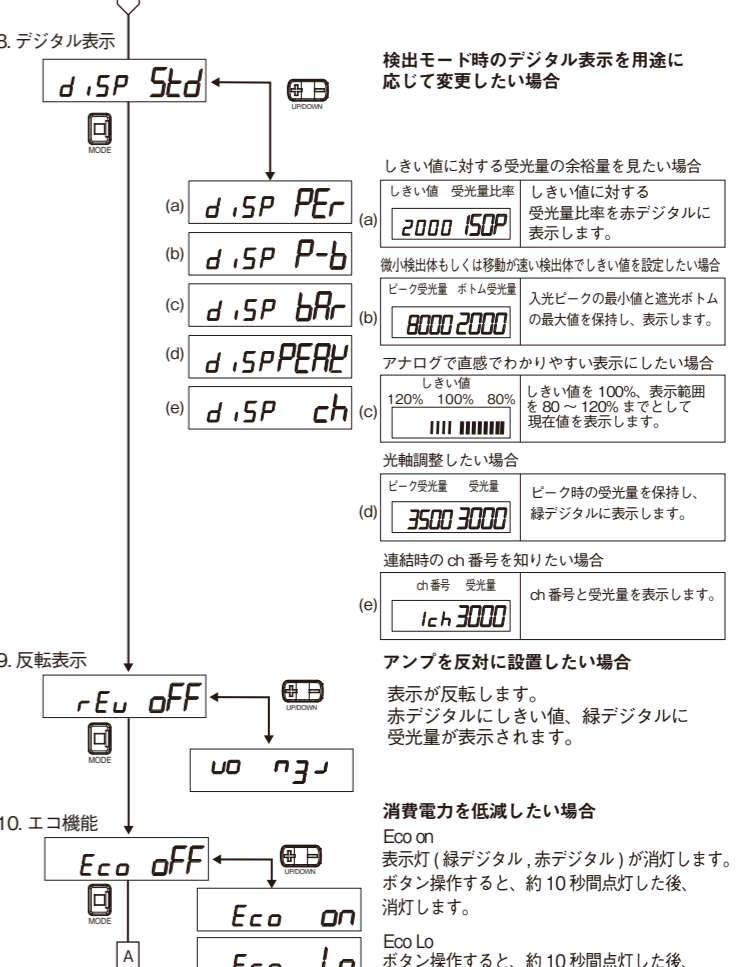 8. デジタル表示
diSP Std
UP/DOWN
MODE
検出モード時のデジタル表示を用途に
応じて変更したい場合
(a) diSP PEr
(b) diSP P-b
(c) diSP bAr
(d) diSP PEAK
(e) diSP ch
しきい値に対する受光量の余裕量を見たい場合
(a)
しきい値 受光量比率
2000 150P
しきい値に対する
受光量比率を赤デジタルに
表示します。
微小検出体もしくは移動が速い検出体でしきい値を設定したい場合
(b)
ピーク受光量 ボトム受光量
8000 2000
入光ピークの最小値と遮光ボトム
の最大値を保持し、表示します。
アナログで直感でわかりやすい表示にしたい場合
(c)
しきい値
120% 100% 80%
しきい値を 100%、表示範囲
を 80 ～ 120% までとして
現在値を表示します。
光軸調整したい場合
(d)
ピーク受光量 受光量
3500 3000
ピーク時の受光量を保持し、
緑デジタルに表示します。
連結時の ch 番号を知りたい場合
(e)
ch 番号 受光量
1ch 3000
ch 番号と受光量を表示します。
9. 反転表示
rEv oFF
UP/DOWN
MODE
rEv on
アンプを反対に設置したい場合
表示が反転します。
赤デジタルにしきい値、緑デジタルに
受光量が表示されます。
10. エコ機能
Eco oFF
UP/DOWN
MODE
Eco on
Eco Lo
A
消費電力を低減したい場合
Eco on
表示灯 ( 緑デジタル , 赤デジタル ) が消灯します。
ボタン操作すると、約 10 秒間点灯した後、
消灯します。
Eco Lo
ボタン操作すると、約 10 秒間点灯した後、